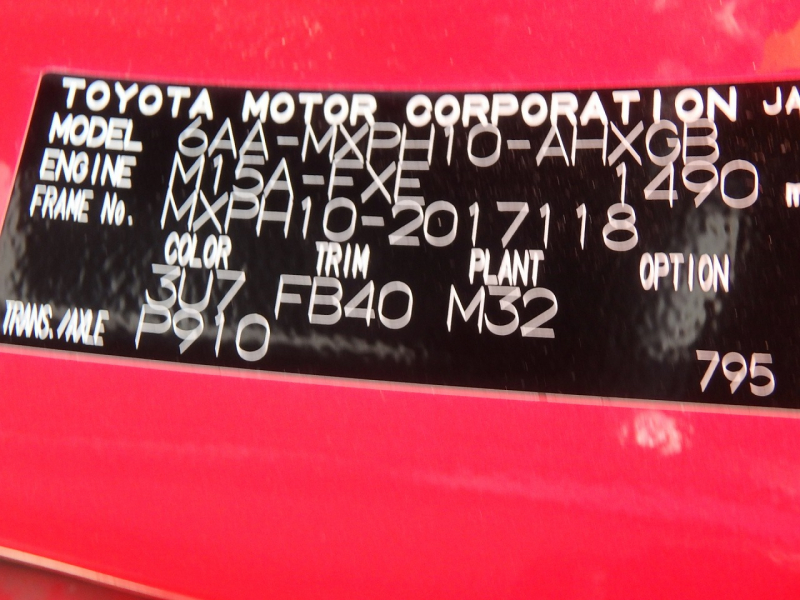 TOYOTA MOTOR CORPORATION JA
MODEL 6AA-MXPH10-AHXGB
ENGINE M15A-FXE 1490 m
FRAME No. MXPH10-2017118
COLOR TRIM PLANT OPTION
3U7 FB40 M32
TRANS./AXLE P910
795